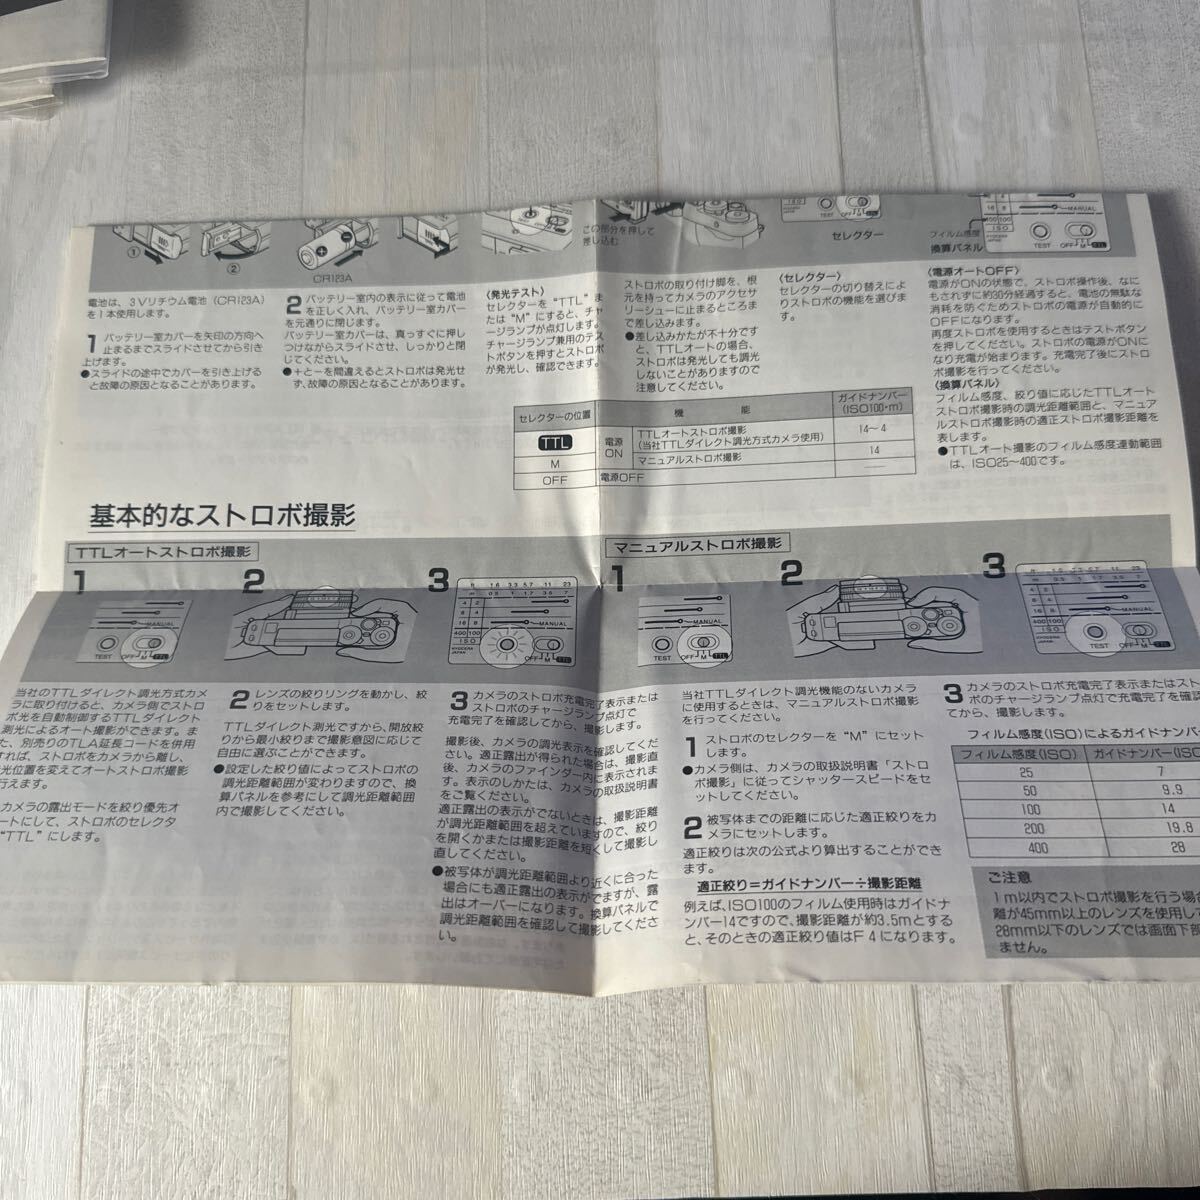 CR123A
この部分を押して
差し込む
セレクター
フィルム感度
換算パネル
電池は、3Vリチウム電池（CR123A）
を1本使用します。
1 バッテリー室カバーを矢印の方向へ
止まるまでスライドさせてから引き
上げます。
●スライドの途中でカバーを引き上げる
と故障の原因となることがあります。
2 バッテリー室内の表示に従って電池
を正しく入れ、バッテリー室カバー
を元通りに閉じます。
バッテリー室カバーは、真っすぐに押し
つけながらスライドさせ、しっかりと閉
じてください。
●＋と－を間違えるとストロボは発光せ
ず、故障の原因となることがあります。
〈発光テスト〉
セレクターを“TTL”ま
たは“M”にすると、チャ
ージランプが点灯します。
チャージランプ兼用のテス
トボタンを押すとストロボ
が発光し、確認できます。
ストロボの取り付け脚を、根
元を持ってカメラのアクセサ
リーシューに止まるところま
で差し込みます。
●差し込みかたが不十分です
と、TTLオートの場合、
ストロボは発光しても調光
しないことがありますので
注意してください。
〈セレクター〉
セレクターの切り替えによ
りストロボの機能を選びま
す。
〈電源オートOFF〉
電源がONの状態で、ストロボ操作後、なに
もされずに約30分経過すると、電池の無駄な
消耗を防ぐためストロボの電源が自動的に
OFFになります。
再度ストロボを使用するときはテストボタン
を押してください。ストロボの電源がONに
なり充電が始まります。充電完了後にストロ
ボ撮影を行ってください。
〈換算パネル〉
フィルム感度、絞り値に応じたTTLオート
ストロボ撮影時の調光距離範囲と、マニュア
ルストロボ撮影時の適正ストロボ撮影距離を
表します。
●TTLオート撮影のフィルム感度連動範囲
は、ISO25～400です。
セレクターの位置 機能 ガイドナンバー（ISO100・m）
TTL 電源ON TTLオートストロボ撮影（当社TTLダイレクト調光方式カメラ使用） 14～4
M マニュアルストロボ撮影 14
OFF 電源OFF ――
基本的なストロボ撮影
TTLオートストロボ撮影
1
2
3
TEST OFF M TTL
MANUAL
ft 1.6 3.3 5.7 11 23
m 0.5 1 1.7 3.5 7
4 2
8 4
16 8
400 100
ISO
KYOCERA
JAPAN
TEST OFF M TTL
MANUAL
当社のTTLダイレクト調光方式カメ
ラに取り付けると、カメラ側でストロ
ボ光を自動制御するTTLダイレクト
測光によるオート撮影ができます。ま
た、別売りのTLA延長コードを併用
すれば、ストロボをカメラから離し、
光位置を変えてオートストロボ撮影
行えます。
カメラの露出モードを絞り優先オ
ートにして、ストロボのセレクタ
“TTL”にします。
2 レンズの絞りリングを動かし、絞
りをセットします。
TTLダイレクト測光ですから、開放絞
りから最小絞りまで撮影意図に応じて
自由に選ぶことができます。
●設定した絞り値によってストロボの
調光距離範囲が変わりますので、換
算パネルを参考にして調光距離範囲
内で撮影してください。
3 カメラのストロボ充電完了表示または
ストロボのチャージランプ点灯で
充電完了を確認してから、撮影します。
撮影後、カメラの調光表示を確認してくだ
さい。適正露出が得られた場合は、撮影直
後、カメラのファインダー内に表示されま
す。表示のしかたは、カメラの取扱説明書
をご覧ください。
適正露出の表示がでないときは、撮影距離
が調光距離範囲を超えていますので、絞り
を開くかまたは撮影距離を短くして撮影し
直してください。
●被写体が調光距離範囲より近くに合った
場合にも適正露出の表示がでますが、露
出はオーバーになります。換算パネルで
調光距離範囲を確認して撮影してくださ
い。
マニュアルストロボ撮影
1
2
3
TEST OFF M TTL
MANUAL
4 2
8 4
16 8
400 100
ISO
KYOCERA
JAPAN
TEST OFF M TTL
MANUAL
当社TTLダイレクト調光機能のないカメラ
に使用するときは、マニュアルストロボ撮影
を行ってください。
1 ストロボのセレクターを“M”にセット
します。
●カメラ側は、カメラの取扱説明書「ストロ
ボ撮影」に従ってシャッタースピードをセ
ットしてください。
2 被写体までの距離に応じた適正絞りをカ
メラにセットします。
適正絞りは次の公式より算出することができ
ます。
適正絞り＝ガイドナンバー÷撮影距離
例えば、ISO100のフィルム使用時はガイドナ
ンバー14ですので、撮影距離が約3.5mとする
と、そのときの適正絞り値はF4になります。
3 カメラのストロボ充電完了表示またはスト
ボのチャージランプ点灯で充電完了を確認
てから、撮影します。
フィルム感度（ISO）によるガイドナンバ
フィルム感度（ISO） ガイドナンバー（ISO
25 7
50 9.9
100 14
200 19.8
400 28
ご注意
1m以内でストロボ撮影を行う場合
離が45mm以上のレンズを使用し
28mm以下のレンズでは画面下部
ません。